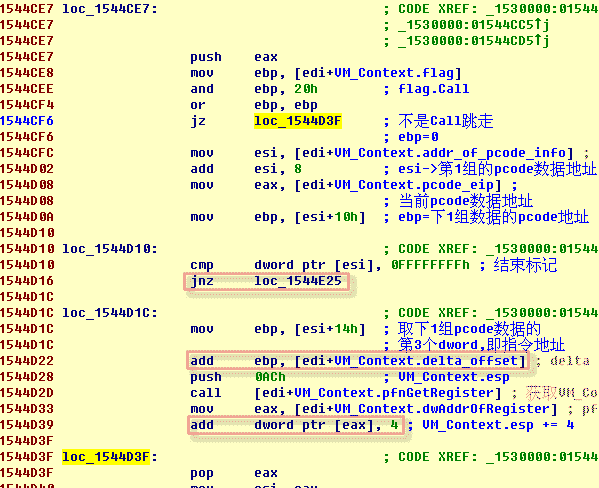 1544CE7 loc_1544CE7: ; CODE XREF: _1530000:01544
1544CE7 ; _1530000:01544CC5↑j
1544CE7 ; _1530000:01544CD5↑j
1544CE7 push eax
1544CE8 mov ebp, [edi+VM_Context.flag]
1544CEE and ebp, 20h ; flag.Call
1544CF4 or ebp, ebp
1544CF6 jz loc_1544D3F ; 不是Call跳走
1544CF6 ; ebp=0
1544CFC mov esi, [edi+VM_Context.addr_of_pcode_info] ;
1544D02 add esi, 8 ; esi->第1组的pcode数据地址
1544D08 mov eax, [edi+VM_Context.pcode_eip] ;
1544D08 ; 当前pcode数据地址
1544D0A mov ebp, [esi+10h] ; ebp=下1组数据的pcode地址
1544D10
1544D10 loc_1544D10: ; CODE XREF: _1530000:01544
1544D10 cmp dword ptr [esi], 0FFFFFFFFh ; 结束标记
1544D16 jnz loc_1544E25
1544D1C
1544D1C loc_1544D1C: ; CODE XREF: _1530000:01544
1544D1C mov ebp, [esi+14h] ; 取下1组pcode数据的
1544D1C ; 第3个dword,即指令地址
1544D22 add ebp, [edi+VM_Context.delta_offset] ; delta
1544D28 push 0ACh ; VM_Context.esp
1544D2D call [edi+VM_Context.pfnGetRegister] ; 获取VM_Co
1544D33 mov eax, [edi+VM_Context.dwAddrOfRegister] ; pf
1544D39 add dword ptr [eax], 4 ; VM_Context.esp += 4
1544D3F
1544D3F loc_1544D3F: ; CODE XREF: _1530000:01544
1544D3F pop eax